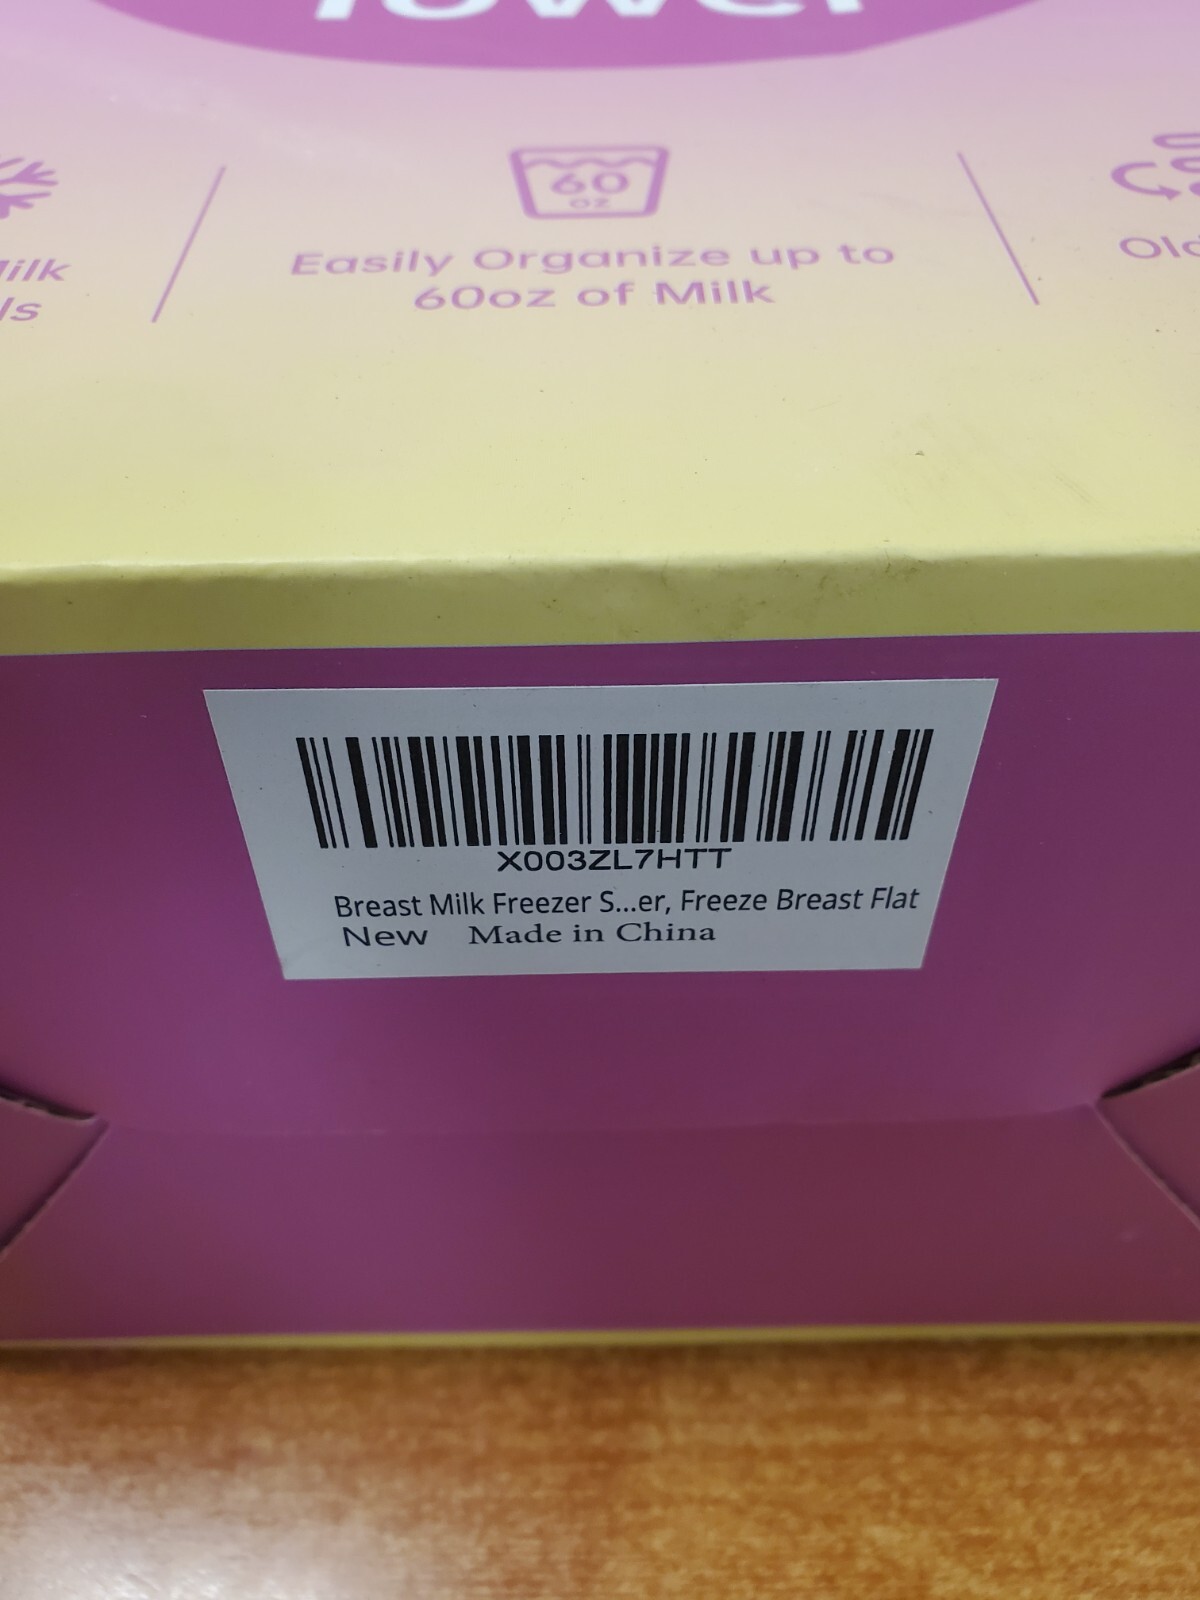 Tower
60
oz
Easily Organize up to
60oz of Milk
X003ZL7HTT
Breast Milk Freezer S...er, Freeze Breast Flat
New Made in China